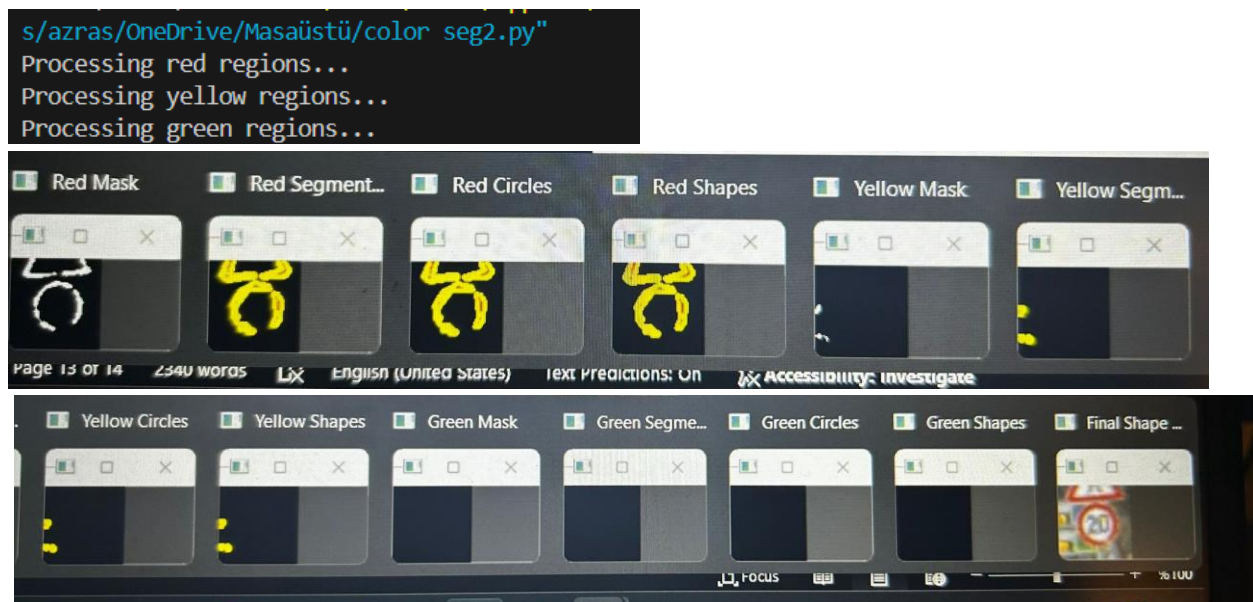 s/azras/OneDrive/Masaüstü/color seg2.py"
Processing red regions...
Processing yellow regions...
Processing green regions...
Red Mask Red Segment... Red Circles Red Shapes Yellow Mask Yellow Segm...
Page 13 of 14 2340 words English (United States) Text Predictions: On Accessibility: Investigate
Yellow Circles Yellow Shapes Green Mask Green Segme... Green Circles Green Shapes Final Shape ...
20
Focus %100